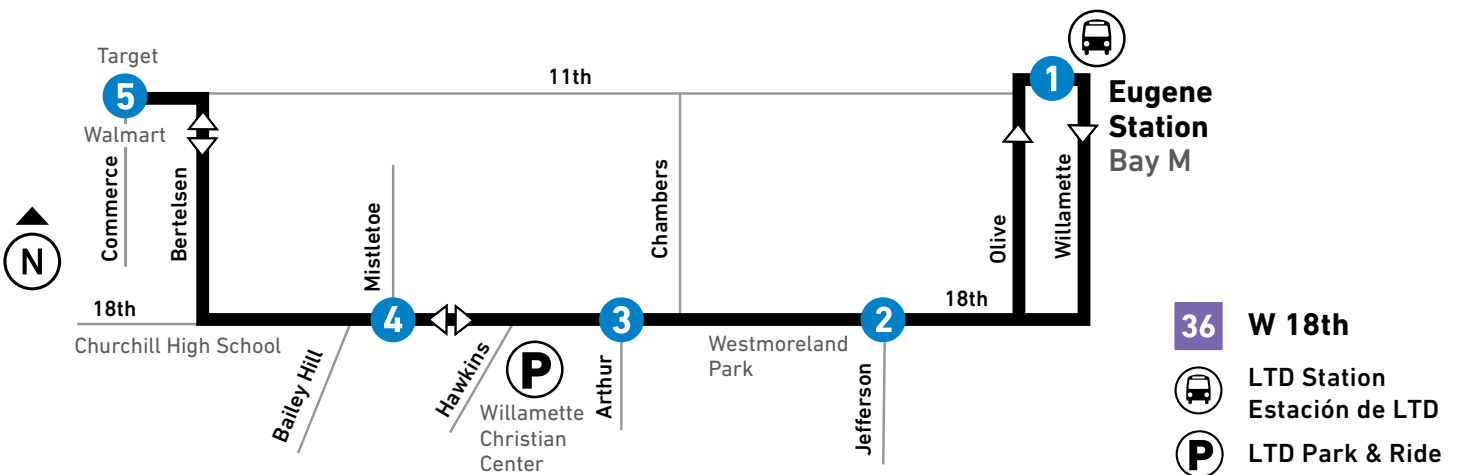 Target
5
Walmart
Commerce
Bertelsen
11th
1
Eugene
Station
Bay M
Mistletoe
Chambers
Olive
Willamette
N
18th
Churchill High School
4
3
2
18th
Bailey Hill
Hawkins
P
Willamette
Christian
Center
Arthur
Westmoreland
Park
Jefferson
36 W 18th
LTD Station
Estación de LTD
P LTD Park & Ride